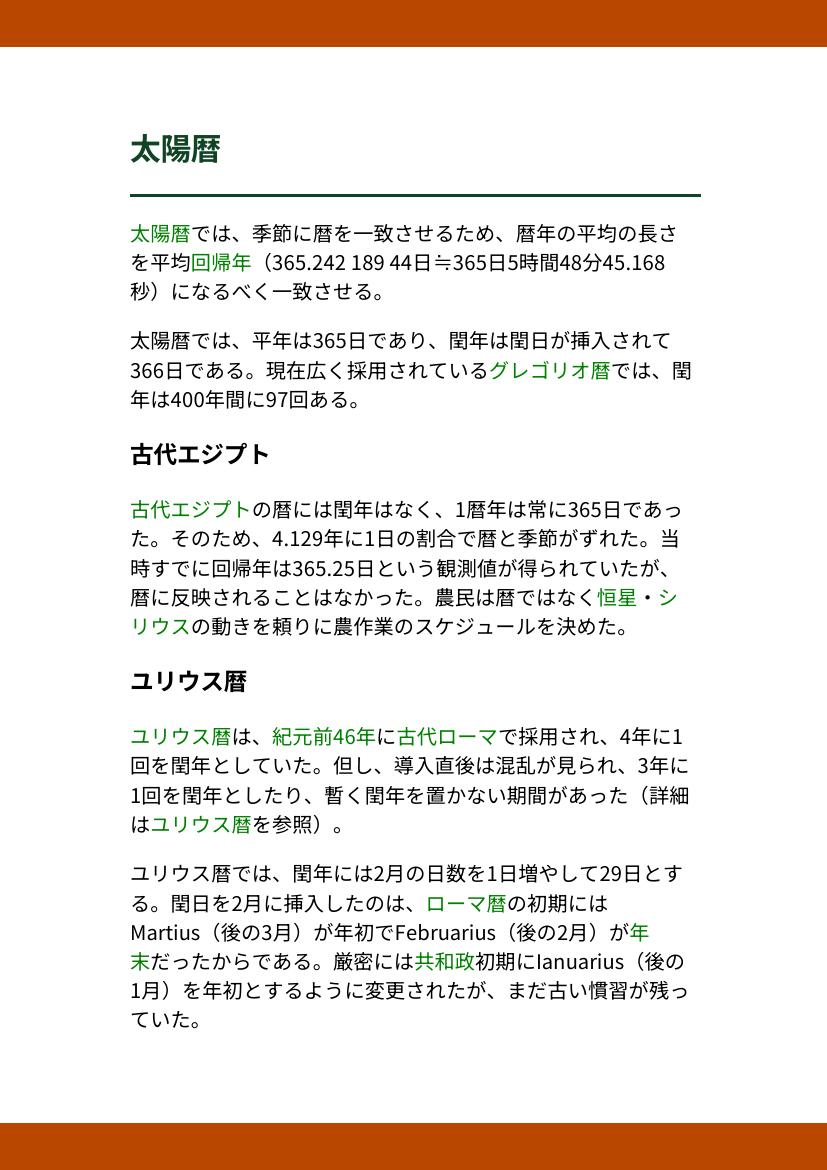 太陽暦
太陽暦では、季節に暦を一致させるため、暦年の平均の長さ
を平均回帰年（365.242 189 44日≒365日5時間48分45.168
秒）になるべく一致させる。
太陽暦では、平年は365日であり、閏年は閏日が挿入されて
366日である。現在広く採用されているグレゴリオ暦では、閏
年は400年間に97回ある。
古代エジプト
古代エジプトの暦には閏年はなく、1暦年は常に365日であっ
た。そのため、4.129年に1日の割合で暦と季節がずれた。当
時すでに回帰年は365.25日という観測値が得られていたが、
暦に反映されることはなかった。農民は暦ではなく恒星・シ
リウスの動きを頼りに農作業のスケジュールを決めた。
ユリウス暦
ユリウス暦は、紀元前46年に古代ローマで採用され、4年に1
回を閏年としていた。但し、導入直後は混乱が見られ、3年に
1回を閏年としたり、暫く閏年を置かない期間があった（詳細
はユリウス暦を参照）。
ユリウス暦では、閏年には2月の日数を1日増やして29日とす
る。閏日を2月に挿入したのは、ローマ暦の初期には
Martius（後の3月）が年初でFebruarius（後の2月）が年
末だったからである。厳密には共和政初期にIanuarius（後の
1月）を年初とするように変更されたが、まだ古い慣習が残っ
ていた。